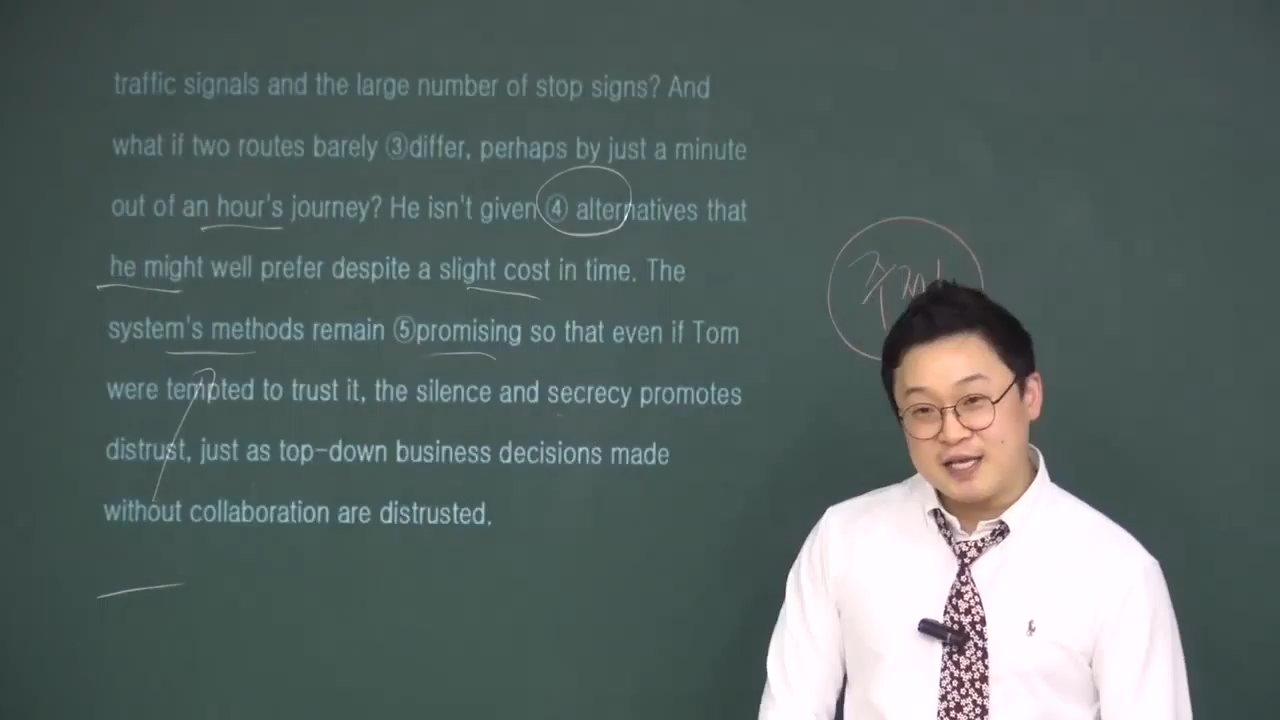 traffic signals and the large number of stop signs? And
what if two routes barely ③differ, perhaps by just a minute
out of an hour's journey? He isn't given ④ alternatives that
he might well prefer despite a slight cost in time. The
system's methods remain ⑤promising so that even if Tom
were tempted to trust it, the silence and secrecy promotes
distrust, just as top-down business decisions made
without collaboration are distrusted.